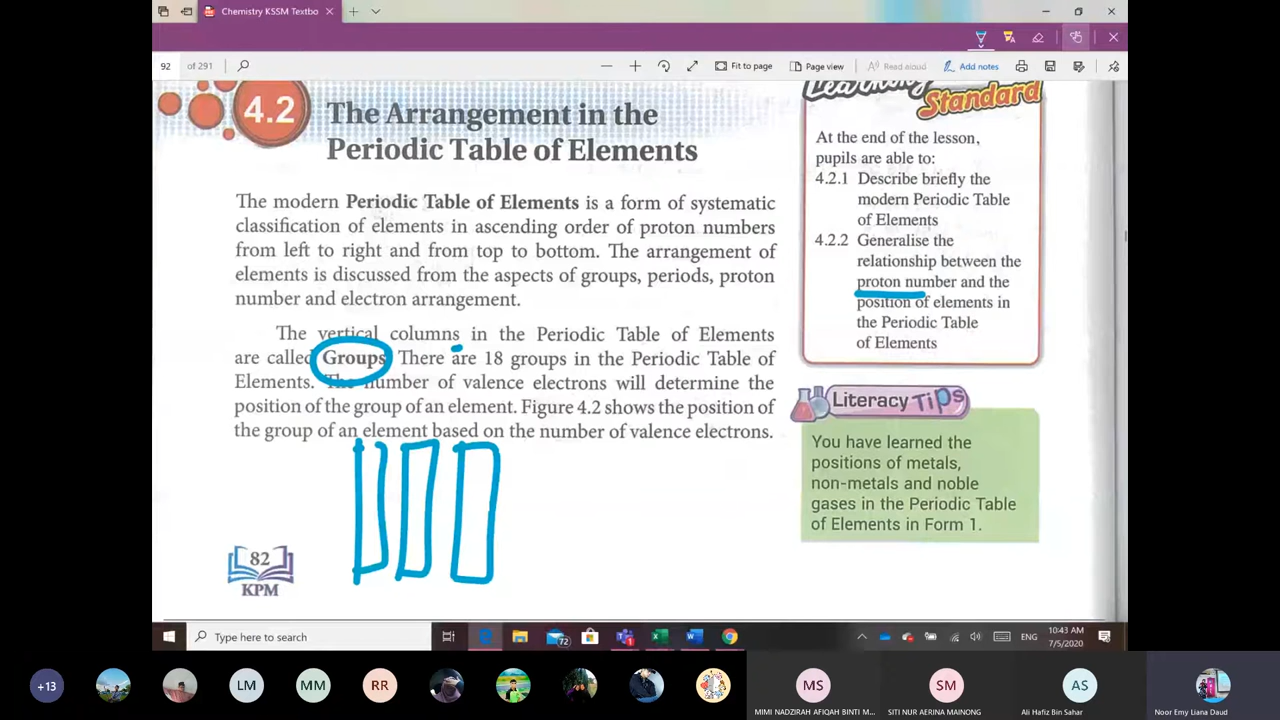 Chemistry KSSM Textbo
92 of 291
Fit to page
Page view
Read aloud
Add notes
4.2
The Arrangement in the
Periodic Table of Elements
The modern Periodic Table of Elements is a form of systematic
classification of elements in ascending order of proton numbers
from left to right and from top to bottom. The arrangement of
elements is discussed from the aspects of groups, periods, proton
number and electron arrangement.
The vertical columns in the Periodic Table of Elements
are called Groups. There are 18 groups in the Periodic Table of
Elements. The number of valence electrons will determine the
position of the group of an element. Figure 4.2 shows the position of
the group of an element based on the number of valence electrons.
82
KPM
Learning
Standard
At the end of the lesson,
pupils are able to:
4.2.1 Describe briefly the
modern Periodic Table
of Elements
4.2.2 Generalise the
relationship between the
proton number and the
position of elements in
the Periodic Table
of Elements
Literacy Tips
You have learned the
positions of metals,
non-metals and noble
gases in the Periodic Table
of Elements in Form 1.
Type here to search
72
1
ENG
10:43 AM
7/5/2020
+13
LM
MM
RR
MS
SM
AS
MIMI NADZIRAH AFIQAH BINTI M...
SITI NUR AERINA MAINONG
Ali Hafiz Bin Sahar
Noor Emy Liana Daud